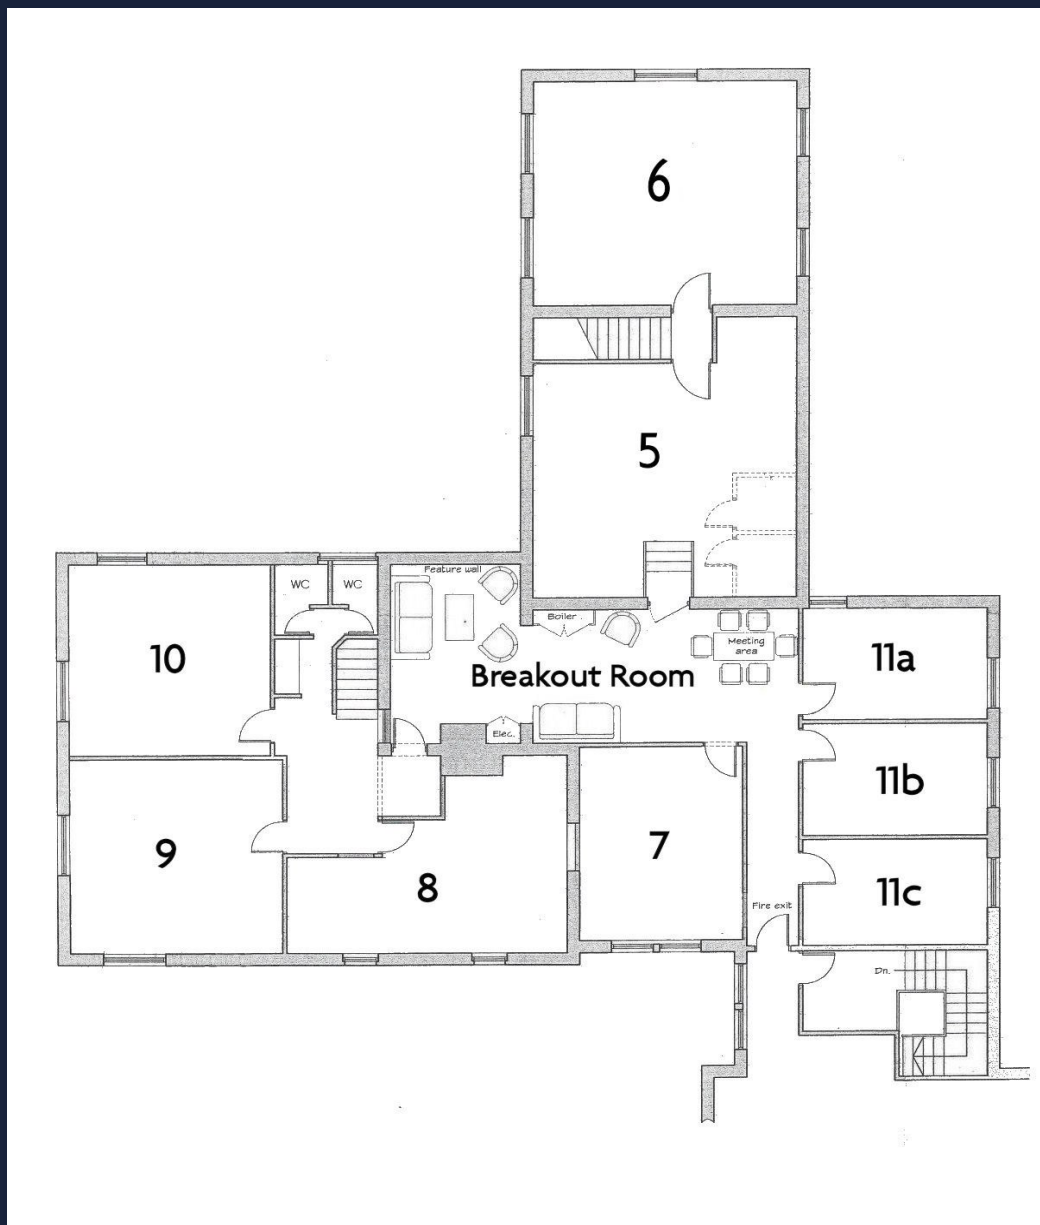 6
5
Feature wall
WC
WC
Boiler
Meeting
area
10
Breakout Room
11a
Elec.
11b
9
7
8
11c
Fire exit
Dn.